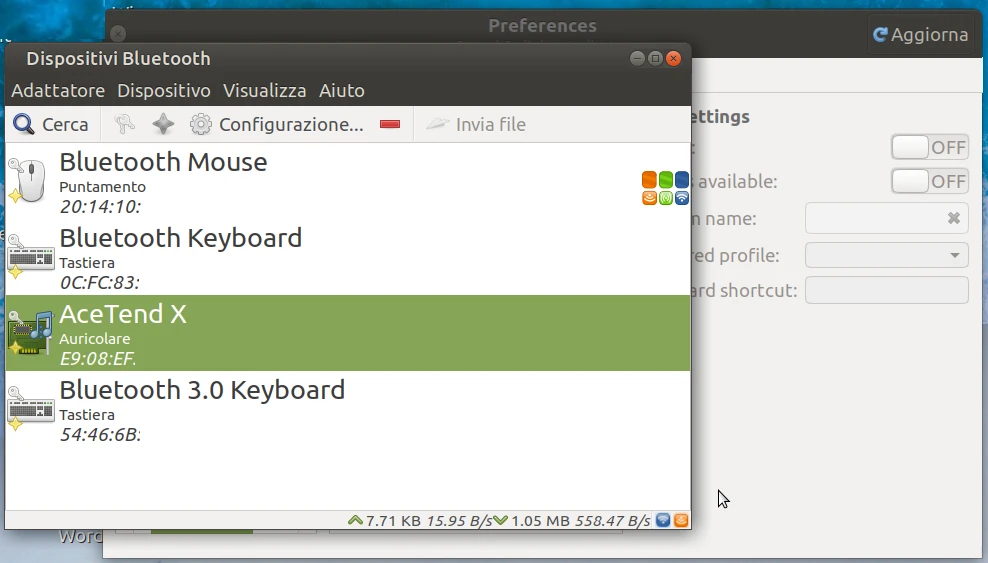 Preferences
Aggiorna
Dispositivi Bluetooth
Adattatore Dispositivo Visualizza Aiuto
Cerca Configurazione... Invia file
Bluetooth Mouse
Puntamento
20:14:10:
Bluetooth Keyboard
Tastiera
0C:FC:83:
AceTend X
Auricolare
E9:08:EF.
Bluetooth 3.0 Keyboard
Tastiera
54:46:6B:
7.71 KB 15.95 B/s 1.05 MB 558.47 B/s
ettings
: OFF
s available: OFF
n name:
red profile:
ard shortcut:
Word